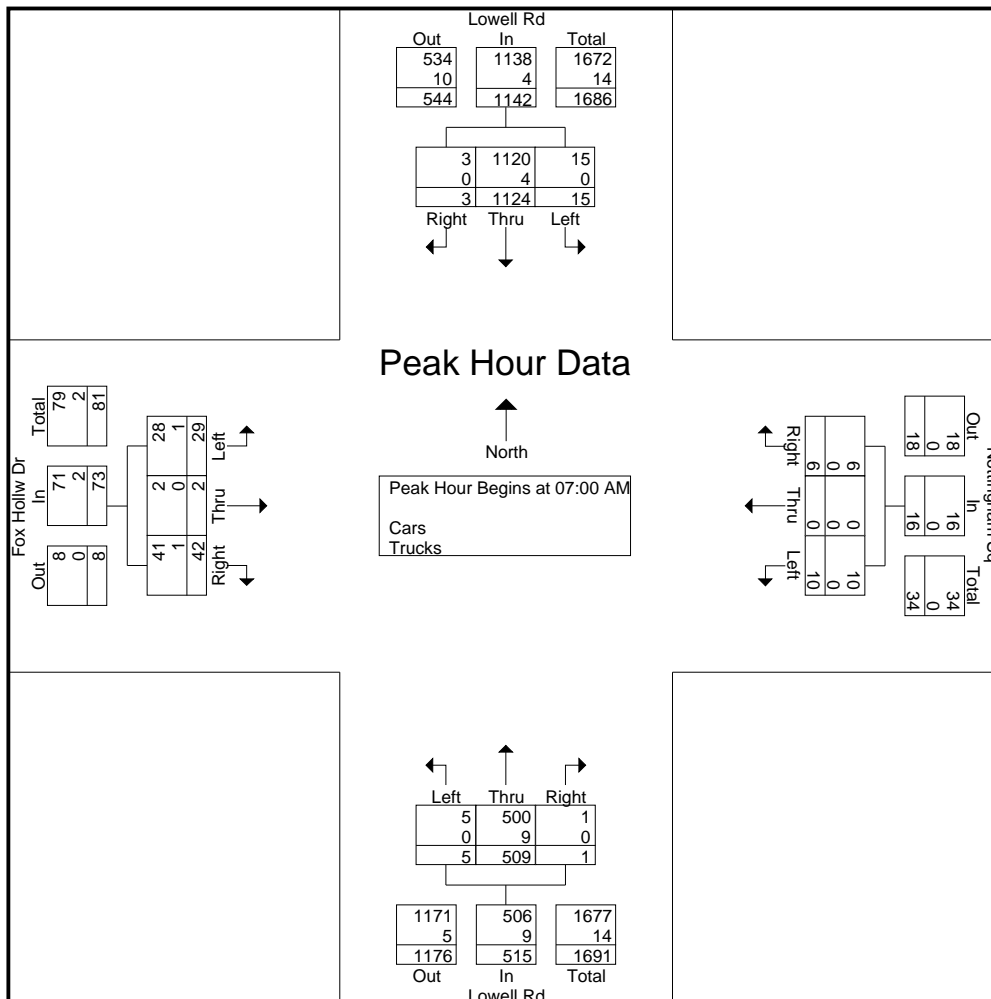 Lowell Rd
Out In Total
534 1138 1672
10 4 14
544 1142 1686
3 1120 15
0 4 0
3 1124 15
Right Thru Left
Peak Hour Data
North
Peak Hour Begins at 07:00 AM
Cars
Trucks
Fox Hollw Dr
Total
79 2 81
In
71 2 73
Out
8 0 8
Left
28 1 29
Thru
2 0 2
Right
41 1 42
Right
6 0 6
Thru
0 0 0
Left
10 0 10
Out
18 0 18
In
16 0 16
Total
34 0 34
Nottingham Sq
Left Thru Right
5 500 1
0 9 0
5 509 1
1171 506 1677
5 9 14
1176 515 1691
Out In Total
Lowell Rd